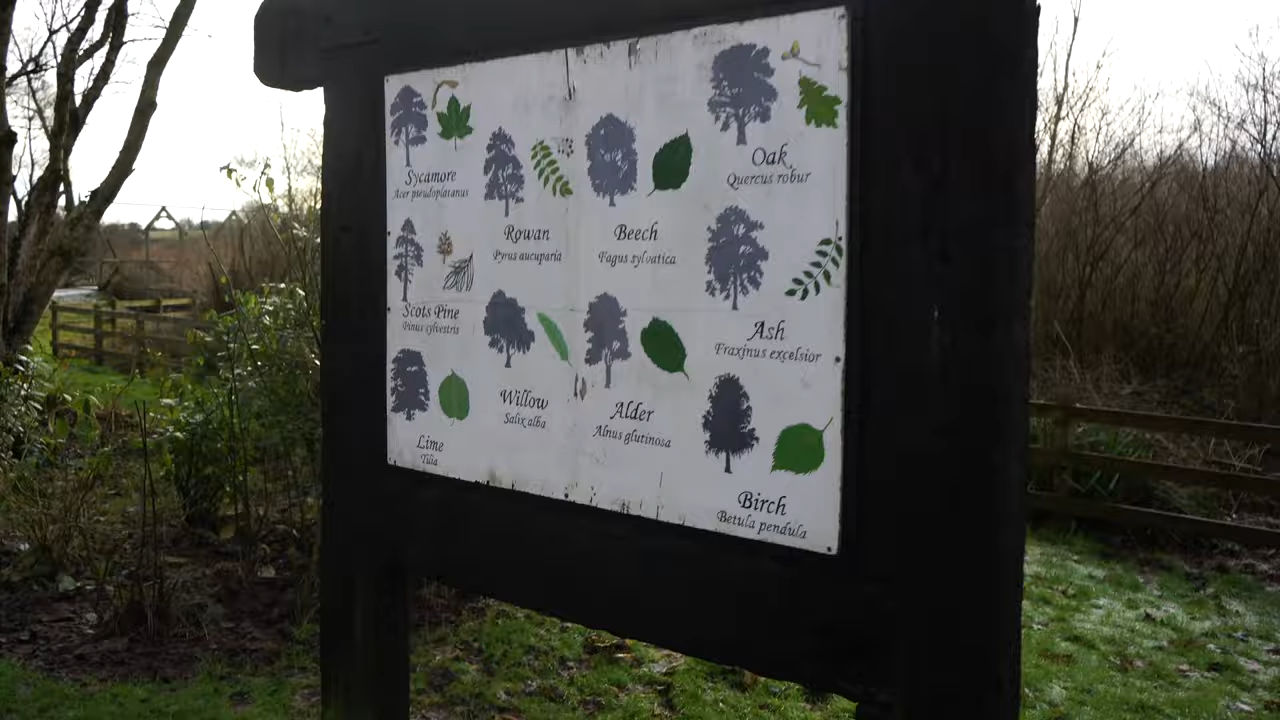 Sycamore
Acer pseudoplatanus
Rowan
Pyrus aucuparia
Beech
Fagus sylvatica
Oak
Quercus robur
Scots Pine
Pinus sylvestris
Ash
Fraxinus excelsior
Lime
Tilia
Willow
Salix alba
Alder
Alnus glutinosa
Birch
Betula pendula